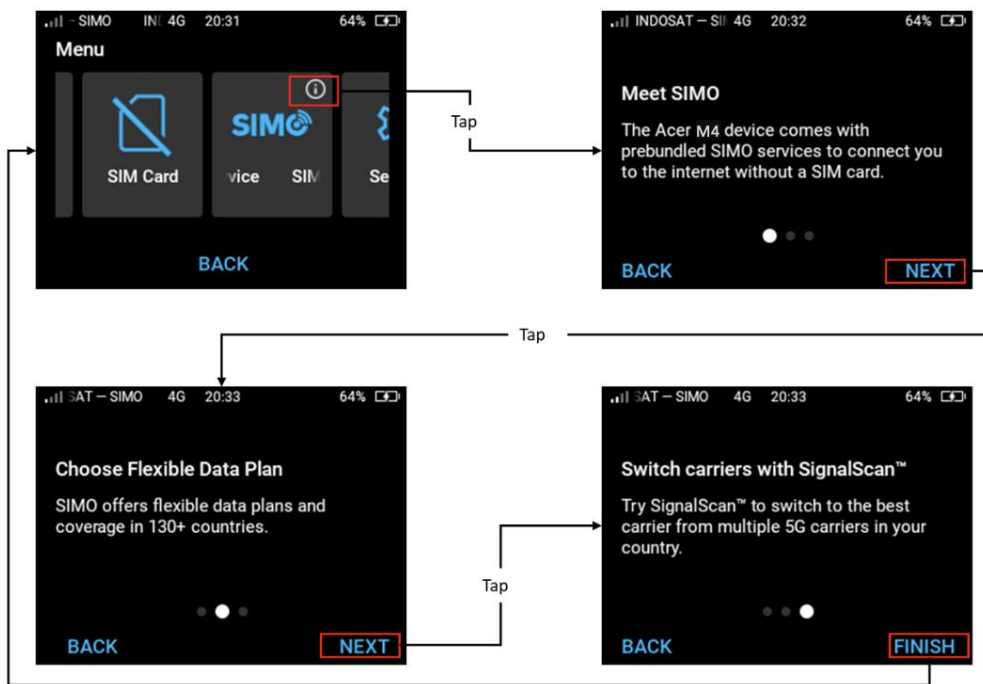 - SIMO IN 4G 20:31 64%
Menu
SIMO
SIM Card
vice SIM
Se
BACK
Tap
INDOSAT – SI 4G 20:32 64%
Meet SIMO
The Acer M4 device comes with
prebundled SIMO services to connect you
to the internet without a SIM card.
BACK
NEXT
Tap
SAT – SIMO 4G 20:33 64%
Choose Flexible Data Plan
SIMO offers flexible data plans and
coverage in 130+ countries.
BACK
NEXT
Tap
SAT – SIMO 4G 20:33 64%
Switch carriers with SignalScan™
Try SignalScan™ to switch to the best
carrier from multiple 5G carriers in your
country.
BACK
FINISH